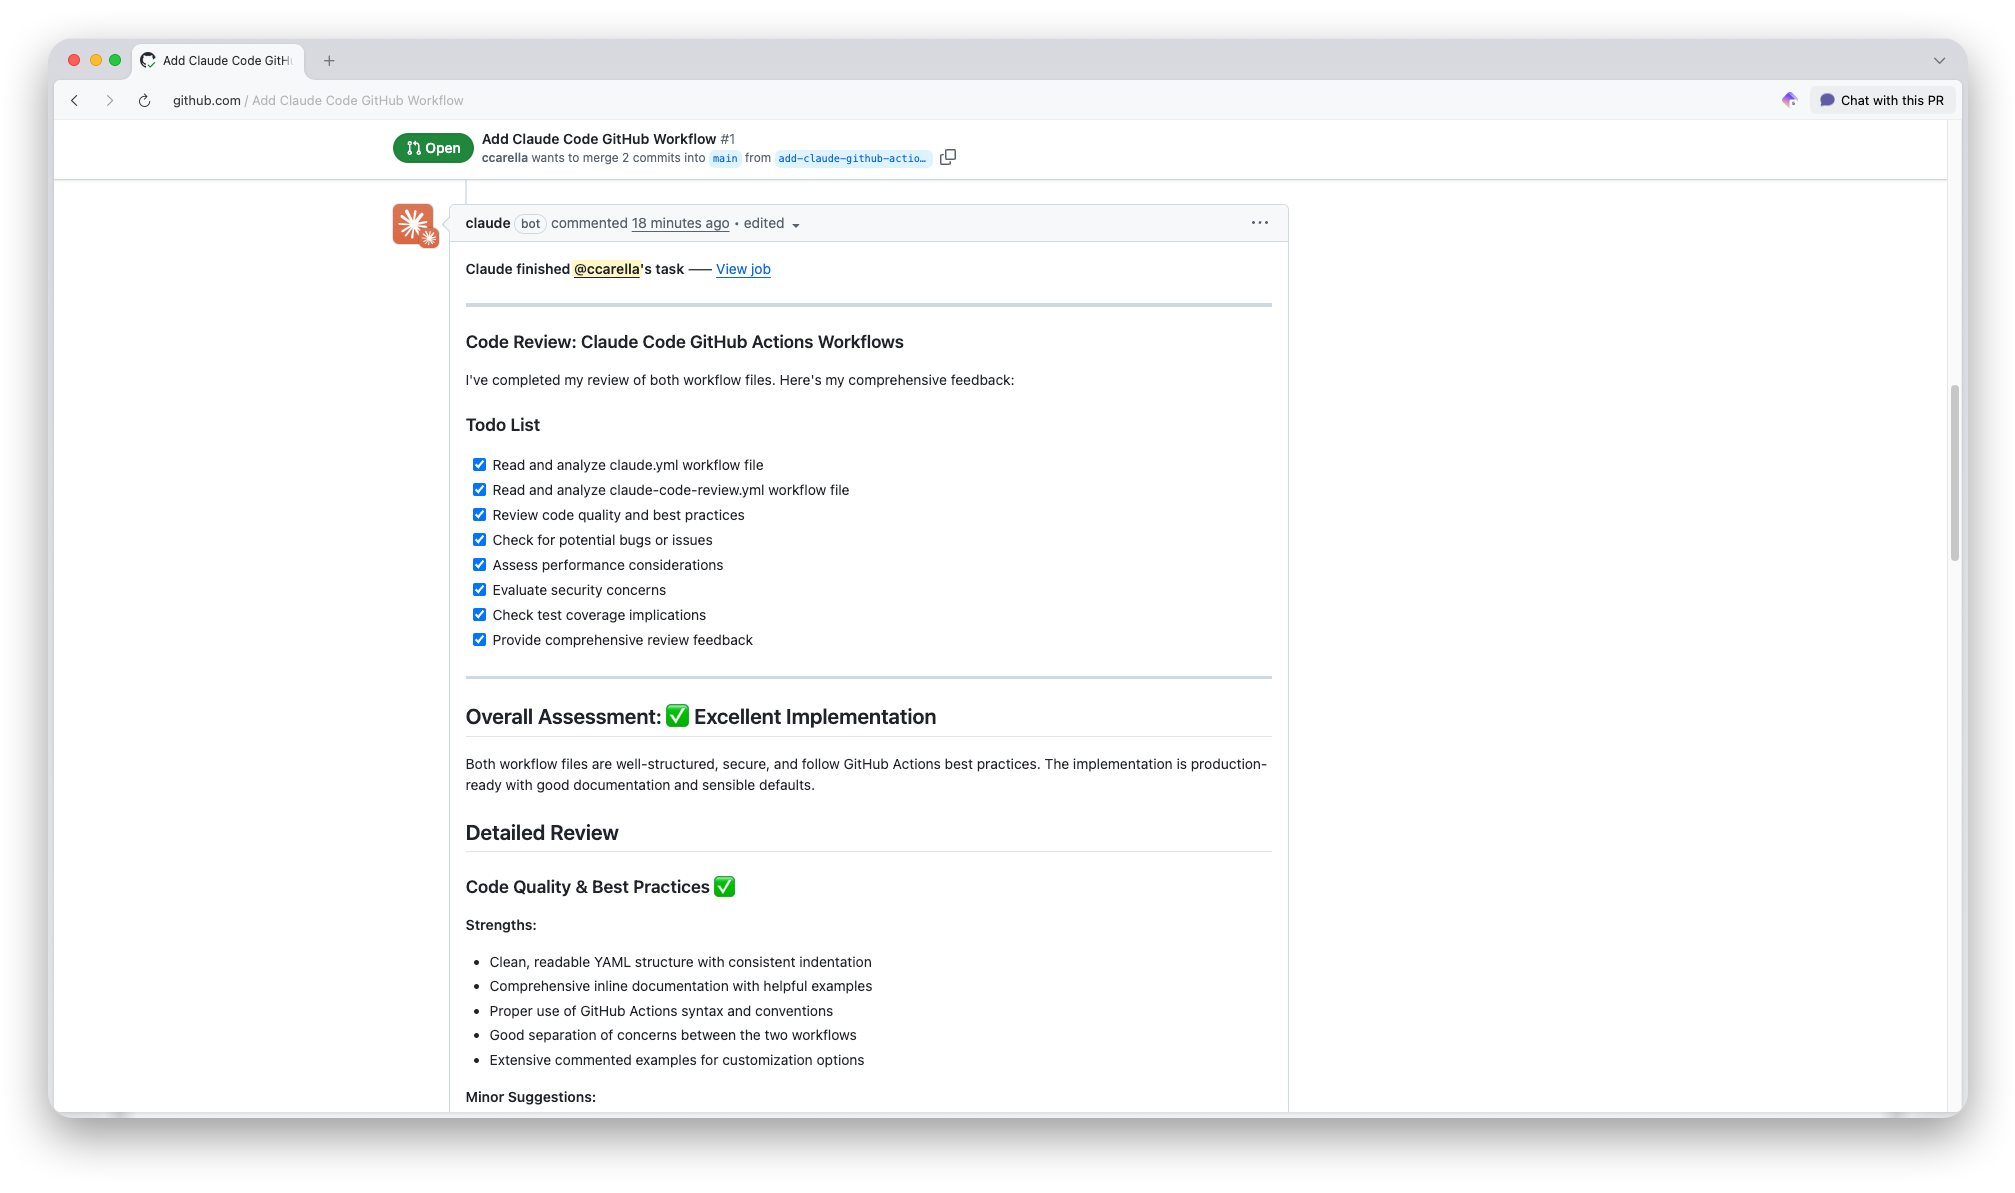 Add Claude Code GitH
github.com / Add Claude Code GitHub Workflow
Chat with this PR
Open
Add Claude Code GitHub Workflow #1
ccarella wants to merge 2 commits into main from add-claude-github-actio…
claude bot commented 18 minutes ago • edited
Claude finished @ccarella's task —— View job
Code Review: Claude Code GitHub Actions Workflows
I've completed my review of both workflow files. Here's my comprehensive feedback:
Todo List
Read and analyze claude.yml workflow file
Read and analyze claude-code-review.yml workflow file
Review code quality and best practices
Check for potential bugs or issues
Assess performance considerations
Evaluate security concerns
Check test coverage implications
Provide comprehensive review feedback
Overall Assessment: ✅ Excellent Implementation
Both workflow files are well-structured, secure, and follow GitHub Actions best practices. The implementation is production-
ready with good documentation and sensible defaults.
Detailed Review
Code Quality & Best Practices ✅
Strengths:
• Clean, readable YAML structure with consistent indentation
• Comprehensive inline documentation with helpful examples
• Proper use of GitHub Actions syntax and conventions
• Good separation of concerns between the two workflows
• Extensive commented examples for customization options
Minor Suggestions: